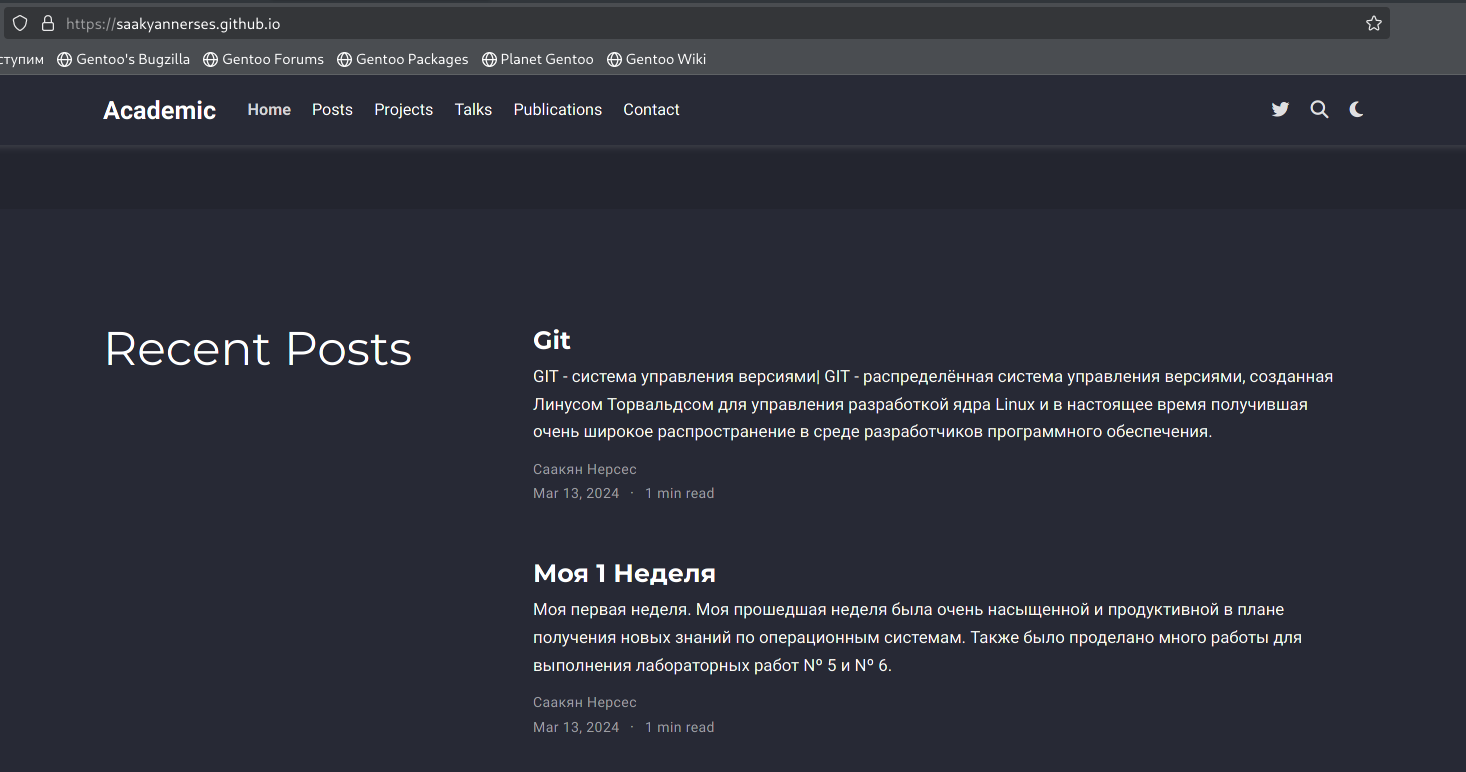 https://saakyannerses.github.io
ступим Gentoo's Bugzilla Gentoo Forums Gentoo Packages Planet Gentoo Gentoo Wiki
Academic Home Posts Projects Talks Publications Contact
Recent Posts
Git
GIT - система управления версиями| GIT - распределённая система управления версиями, созданная
Линусом Торвальдсом для управления разработкой ядра Linux и в настоящее время получившая
очень широкое распространение в среде разработчиков программного обеспечения.
Саакян Нерсес
Mar 13, 2024 · 1 min read
Моя 1 Неделя
Моя первая неделя. Моя прошедшая неделя была очень насыщенной и продуктивной в плане
получения новых знаний по операционным системам. Также было проделано много работы для
выполнения лабораторных работ № 5 и № 6.
Саакян Нерсес
Mar 13, 2024 · 1 min read